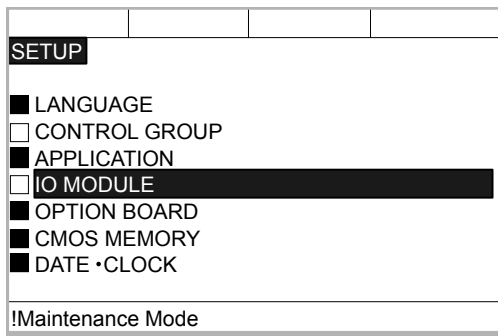 SETUP
LANGUAGE
CONTROL GROUP
APPLICATION
IO MODULE
OPTION BOARD
CMOS MEMORY
DATE・CLOCK
!Maintenance Mode